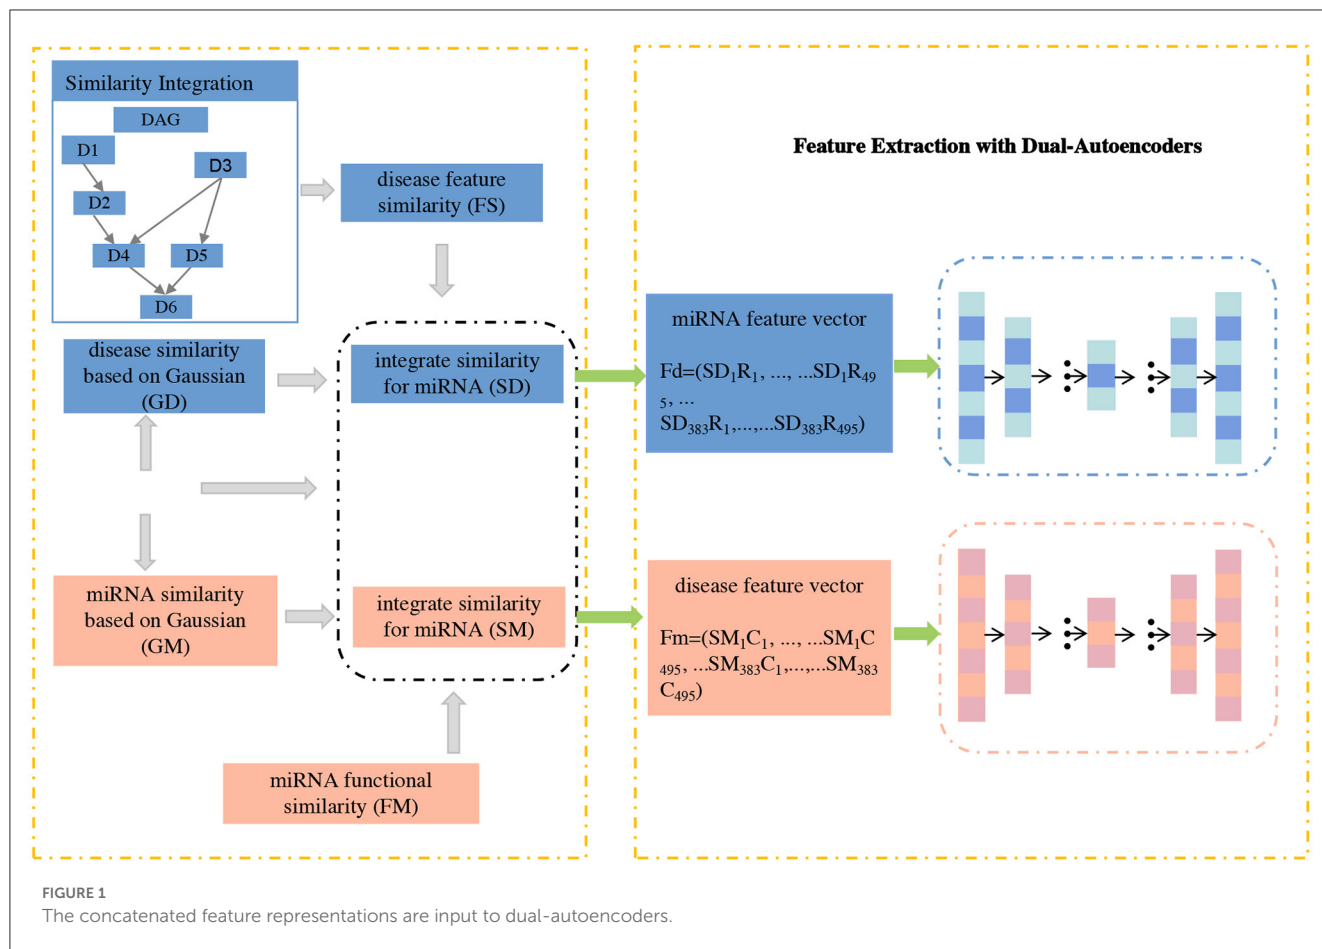 Similarity Integration
DAG
D1
D3
D2
D4
D5
D6
disease feature
similarity (FS)
disease similarity
based on Gaussian
(GD)
integrate similarity
for miRNA (SD)
miRNA similarity
based on Gaussian
(GM)
integrate similarity
for miRNA (SM)
miRNA functional
similarity (FM)
Feature Extraction with Dual-Autoencoders
miRNA feature vector
Fd=(SD₁R₁, ..., ...SD₁R₄₉
₅, ...
SD₃₈₃R₁,...,...SD₃₈₃R₄₉₅)
disease feature vector
Fm=(SM₁C₁, ..., ...SM₁C
₄₉₅, ...SM₃₈₃C₁,...,...SM₃₈₃
C₄₉₅)
FIGURE 1
The concatenated feature representations are input to dual-autoencoders.